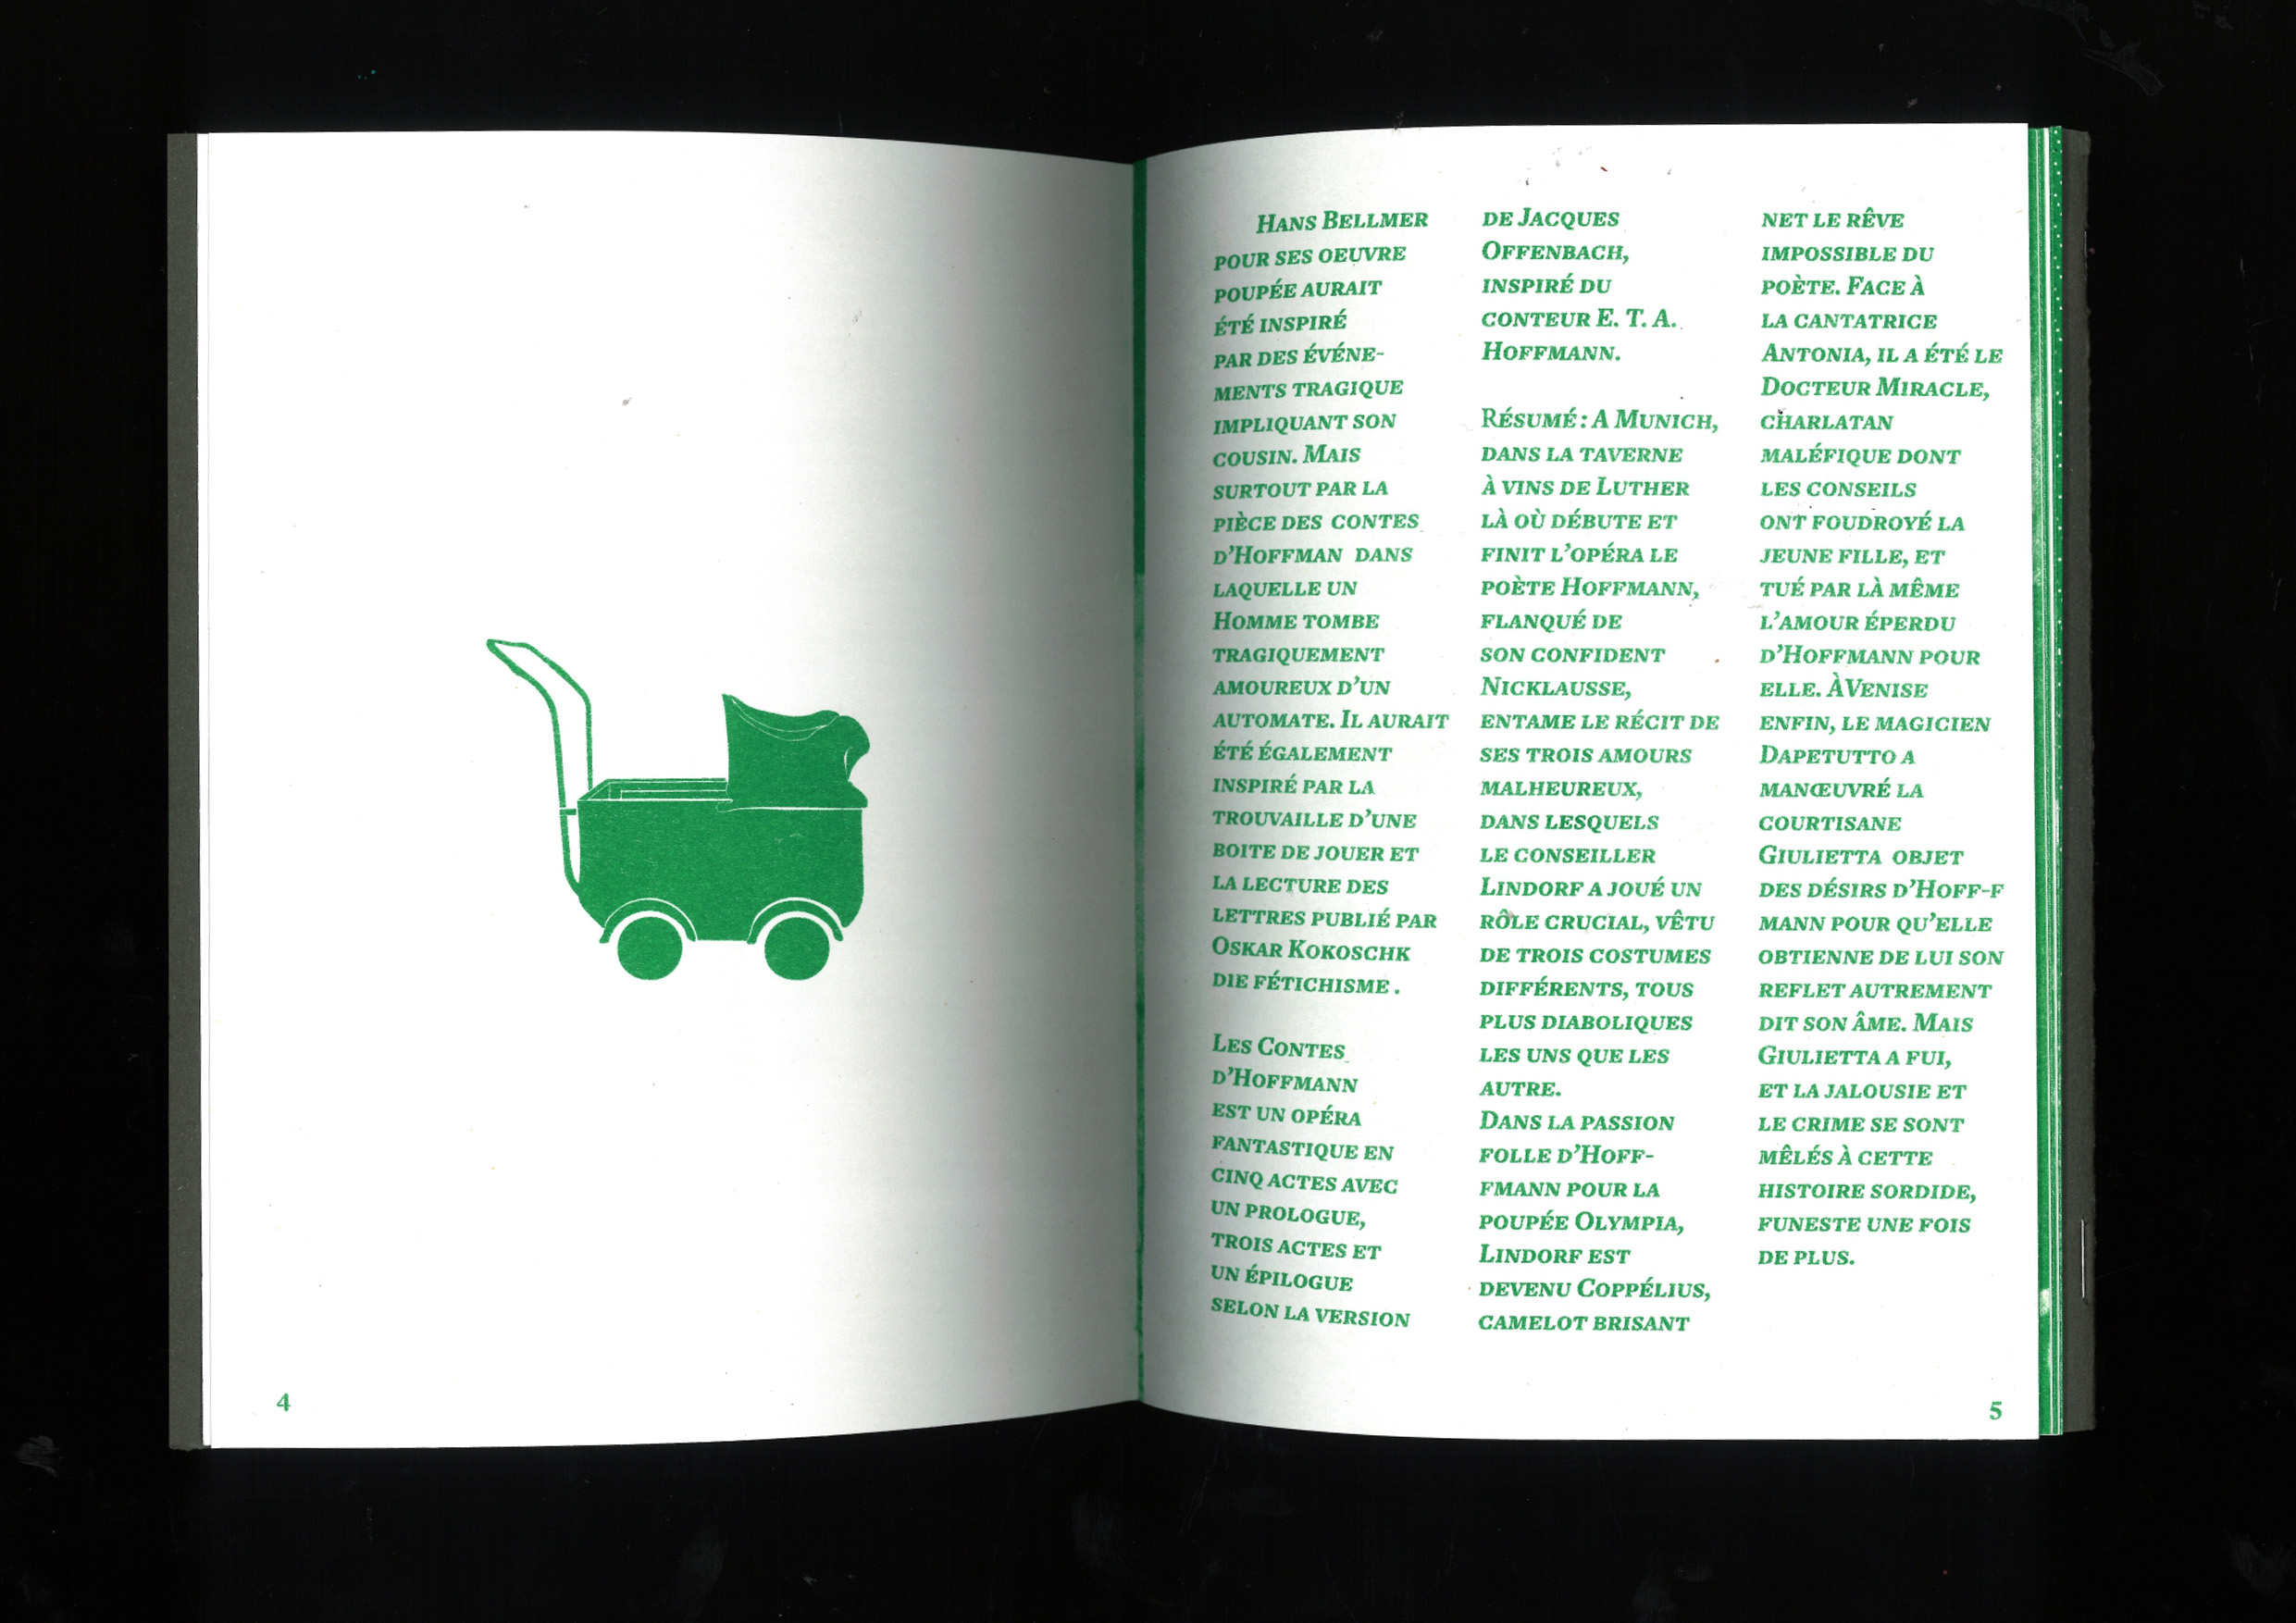 4
Hans Bellmer
pour ses oeuvre
poupée aurait
été inspiré
par des événe-
ments tragique
impliquant son
cousin. Mais
surtout par la
pièce des contes
d'Hoffman dans
laquelle un
Homme tombe
tragiquement
amoureux d'un
automate. Il aurait
été également
inspiré par la
trouvaille d'une
boite de jouer et
la lecture des
lettres publié par
Oskar Kokoschk
die fétichisme .
Les Contes
d'Hoffmann
est un opéra
fantastique en
cinq actes avec
un prologue,
trois actes et
un épilogue
selon la version
de Jacques
Offenbach,
inspiré du
conteur E. T. A.
Hoffmann.
Résumé : A Munich,
dans la taverne
à vins de Luther
là où débute et
finit l'opéra le
poète Hoffmann,
flanqué de
son confident
Nicklausse,
entame le récit de
ses trois amours
malheureux,
dans lesquels
le conseiller
Lindorf a joué un
rôle crucial, vêtu
de trois costumes
différents, tous
plus diaboliques
les uns que les
autre.
Dans la passion
folle d'Hoff-
fmann pour la
poupée Olympia,
Lindorf est
devenu Coppélius,
camelot brisant
net le rêve
impossible du
poète. Face à
la cantatrice
Antonia, il a été le
Docteur Miracle,
charlatan
maléfique dont
les conseils
ont foudroyé la
jeune fille, et
tué par là même
l'amour éperdu
d'Hoffmann pour
elle. ÀVenise
enfin, le magicien
Dapetutto a
manœuvré la
courtisane
Giulietta objet
des désirs d'Hoff-f
mann pour qu'elle
obtienne de lui son
reflet autrement
dit son âme. Mais
Giulietta a fui,
et la jalousie et
le crime se sont
mêlés à cette
histoire sordide,
funeste une fois
de plus.
5